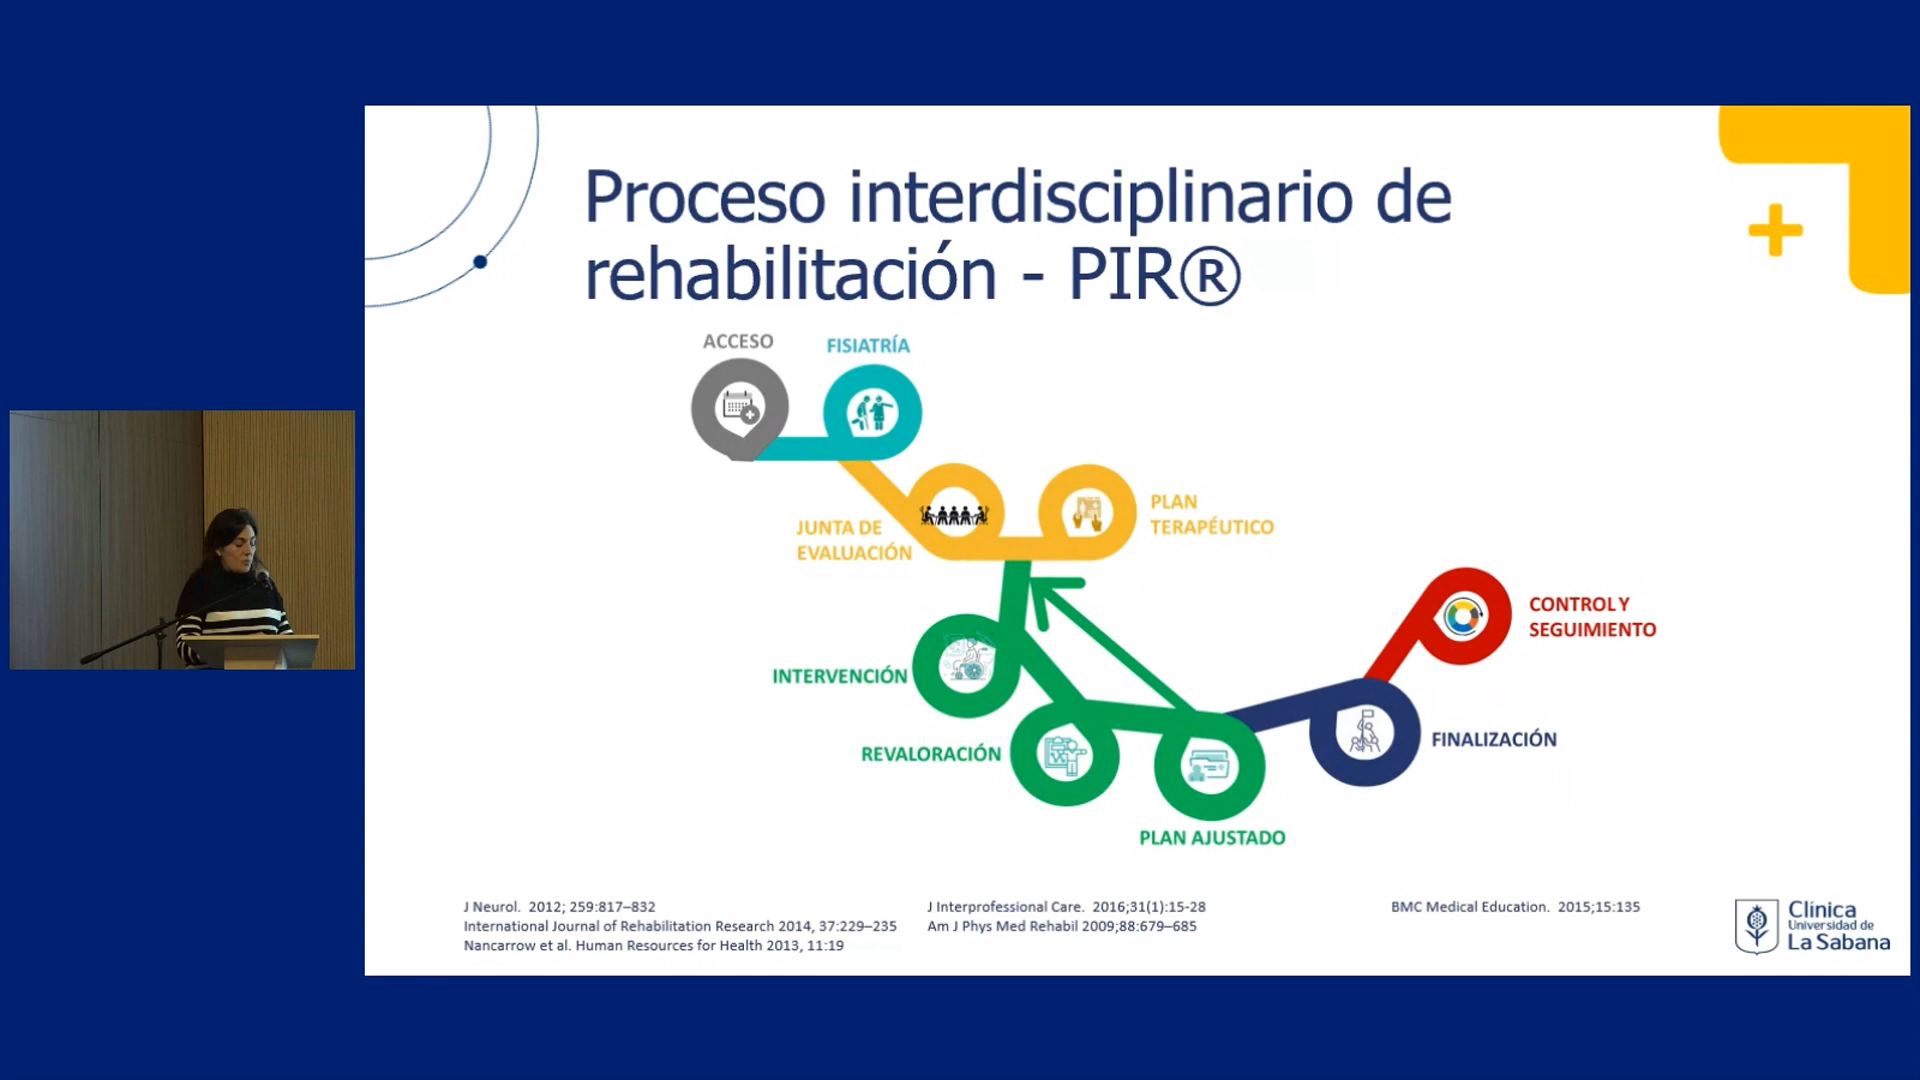 Proceso interdisciplinario de
rehabilitación - PIR®
ACCESO
FISIATRÍA
JUNTA DE
EVALUACIÓN
PLAN
TERAPÉUTICO
INTERVENCIÓN
REVALORACIÓN
PLAN AJUSTADO
FINALIZACIÓN
CONTROL Y
SEGUIMIENTO
J Neurol. 2012; 259:817–832
International Journal of Rehabilitation Research 2014, 37:229–235
Nancarrow et al. Human Resources for Health 2013, 11:19
J Interprofessional Care. 2016;31(1):15-28
Am J Phys Med Rehabil 2009;88:679–685
BMC Medical Education. 2015;15:135
Clínica
Universidad de
La Sabana